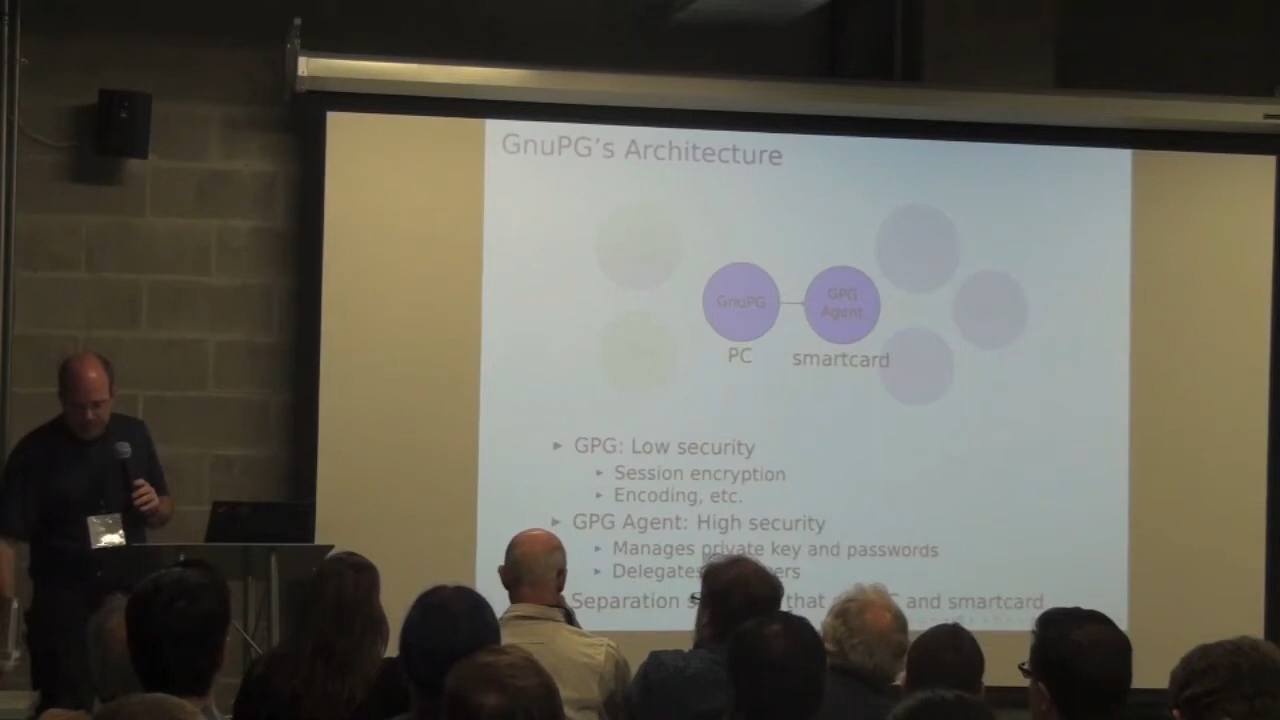 GnuPG's Architecture
GnuPG
GPG
Agent
PC
smartcard
▸ GPG: Low security
▸ Session encryption
▸ Encoding, etc.
▸ GPG Agent: High security
▸ Manages private key and passwords
▸ Delegates
Separation that and smartcard